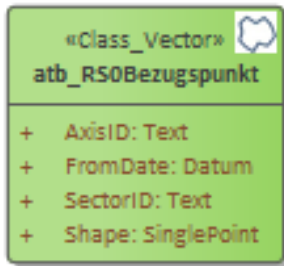 «Class_Vector»
atb_RS0Bezugspunkt
+ AxisID: Text
+ FromDate: Datum
+ SectorID: Text
+ Shape: SinglePoint